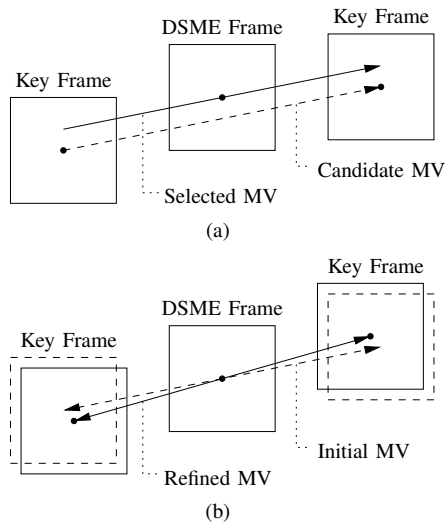 Key Frame
DSME Frame
Key Frame
Selected MV
Candidate MV
(a)
Key Frame
DSME Frame
Key Frame
Refined MV
Initial MV
(b)